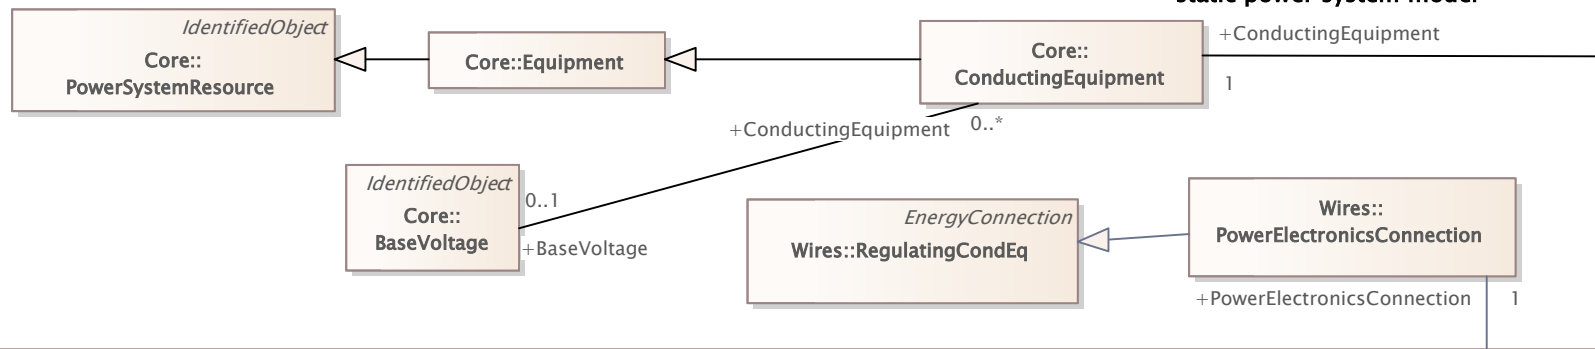 static power system model
IdentifiedObject
Core::
PowerSystemResource
Core::Equipment
Core::
ConductingEquipment
+ConductingEquipment
1
+ConductingEquipment
0..*
IdentifiedObject
Core::
BaseVoltage
0..1
+BaseVoltage
EnergyConnection
Wires::RegulatingCondEq
Wires::
PowerElectronicsConnection
+PowerElectronicsConnection
1